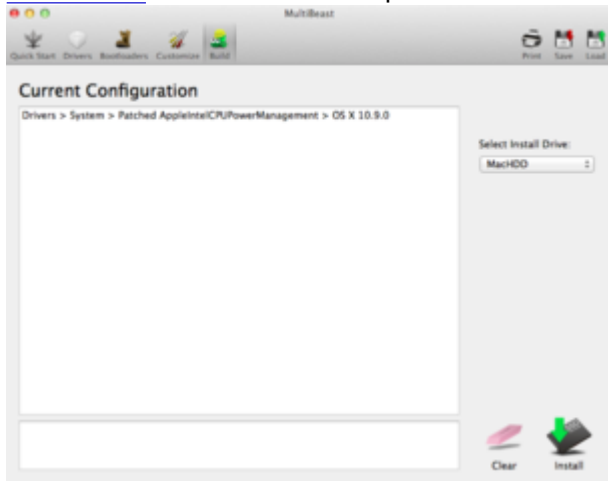 MultiBeast
Quick Start Drivers Bootloaders Customize Build Print Save Load
Current Configuration
Drivers > System > Patched AppleIntelCPUPowerManagement > OS X 10.9.0
Select Install Drive:
MacHDD
Clear Install